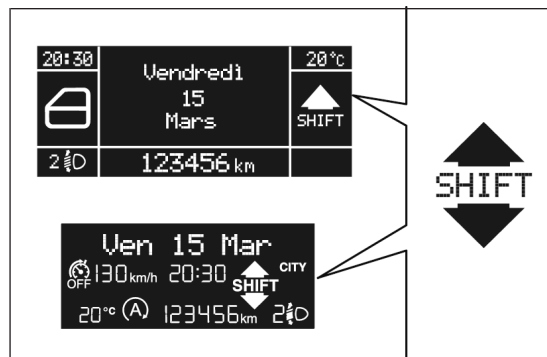 20:30
20°c
Vendredì
15
Mars
SHIFT
2
123456 km
SHIFT
Ven 15 Mar
OFF 130 km/h 20:30 SHIFT CITY
20°c (A) 123456 km 2